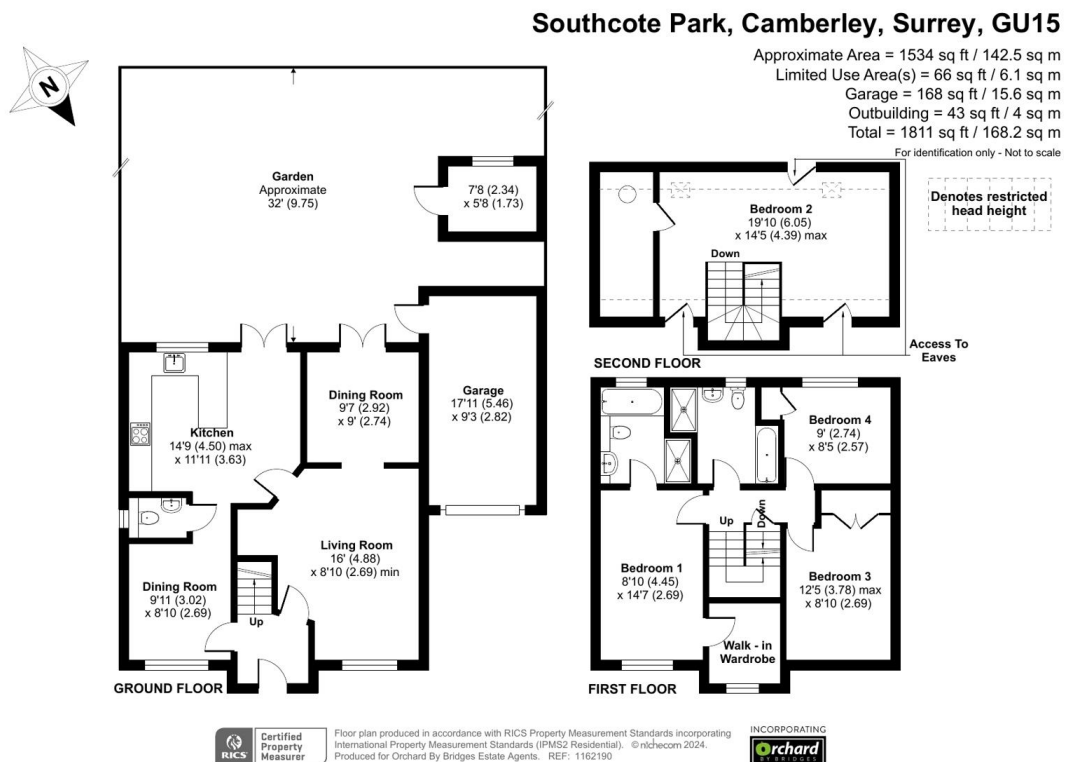 Southcote Park, Camberley, Surrey, GU15
Approximate Area = 1534 sq ft / 142.5 sq m
Limited Use Area(s) = 66 sq ft / 6.1 sq m
Garage = 168 sq ft / 15.6 sq m
Outbuilding = 43 sq ft / 4 sq m
Total = 1811 sq ft / 168.2 sq m
For identification only - Not to scale
N
Garden
Approximate
32' (9.75)
7'8 (2.34)
x 5'8 (1.73)
Bedroom 2
19'10 (6.05)
x 14'5 (4.39) max
Down
Denotes restricted
head height
Access To
Eaves
SECOND FLOOR
Kitchen
14'9 (4.50) max
x 11'11 (3.63)
Dining Room
9'7 (2.92)
x 9' (2.74)
Garage
17'11 (5.46)
x 9'3 (2.82)
Living Room
16' (4.88)
x 8'10 (2.69) min
Dining Room
9'11 (3.02)
x 8'10 (2.69)
Up
GROUND FLOOR
Bedroom 4
9' (2.74)
x 8'5 (2.57)
Up
Down
Bedroom 1
8'10 (4.45)
x 14'7 (2.69)
Bedroom 3
12'5 (3.78) max
x 8'10 (2.69)
Walk - in
Wardrobe
FIRST FLOOR
RICS
Certified
Property
Measurer
Floor plan produced in accordance with RICS Property Measurement Standards incorporating
International Property Measurement Standards (IPMS2 Residential). © nichecom 2024.
Produced for Orchard By Bridges Estate Agents. REF: 1162190
INCORPORATING
Orchard
BY BRIDGES